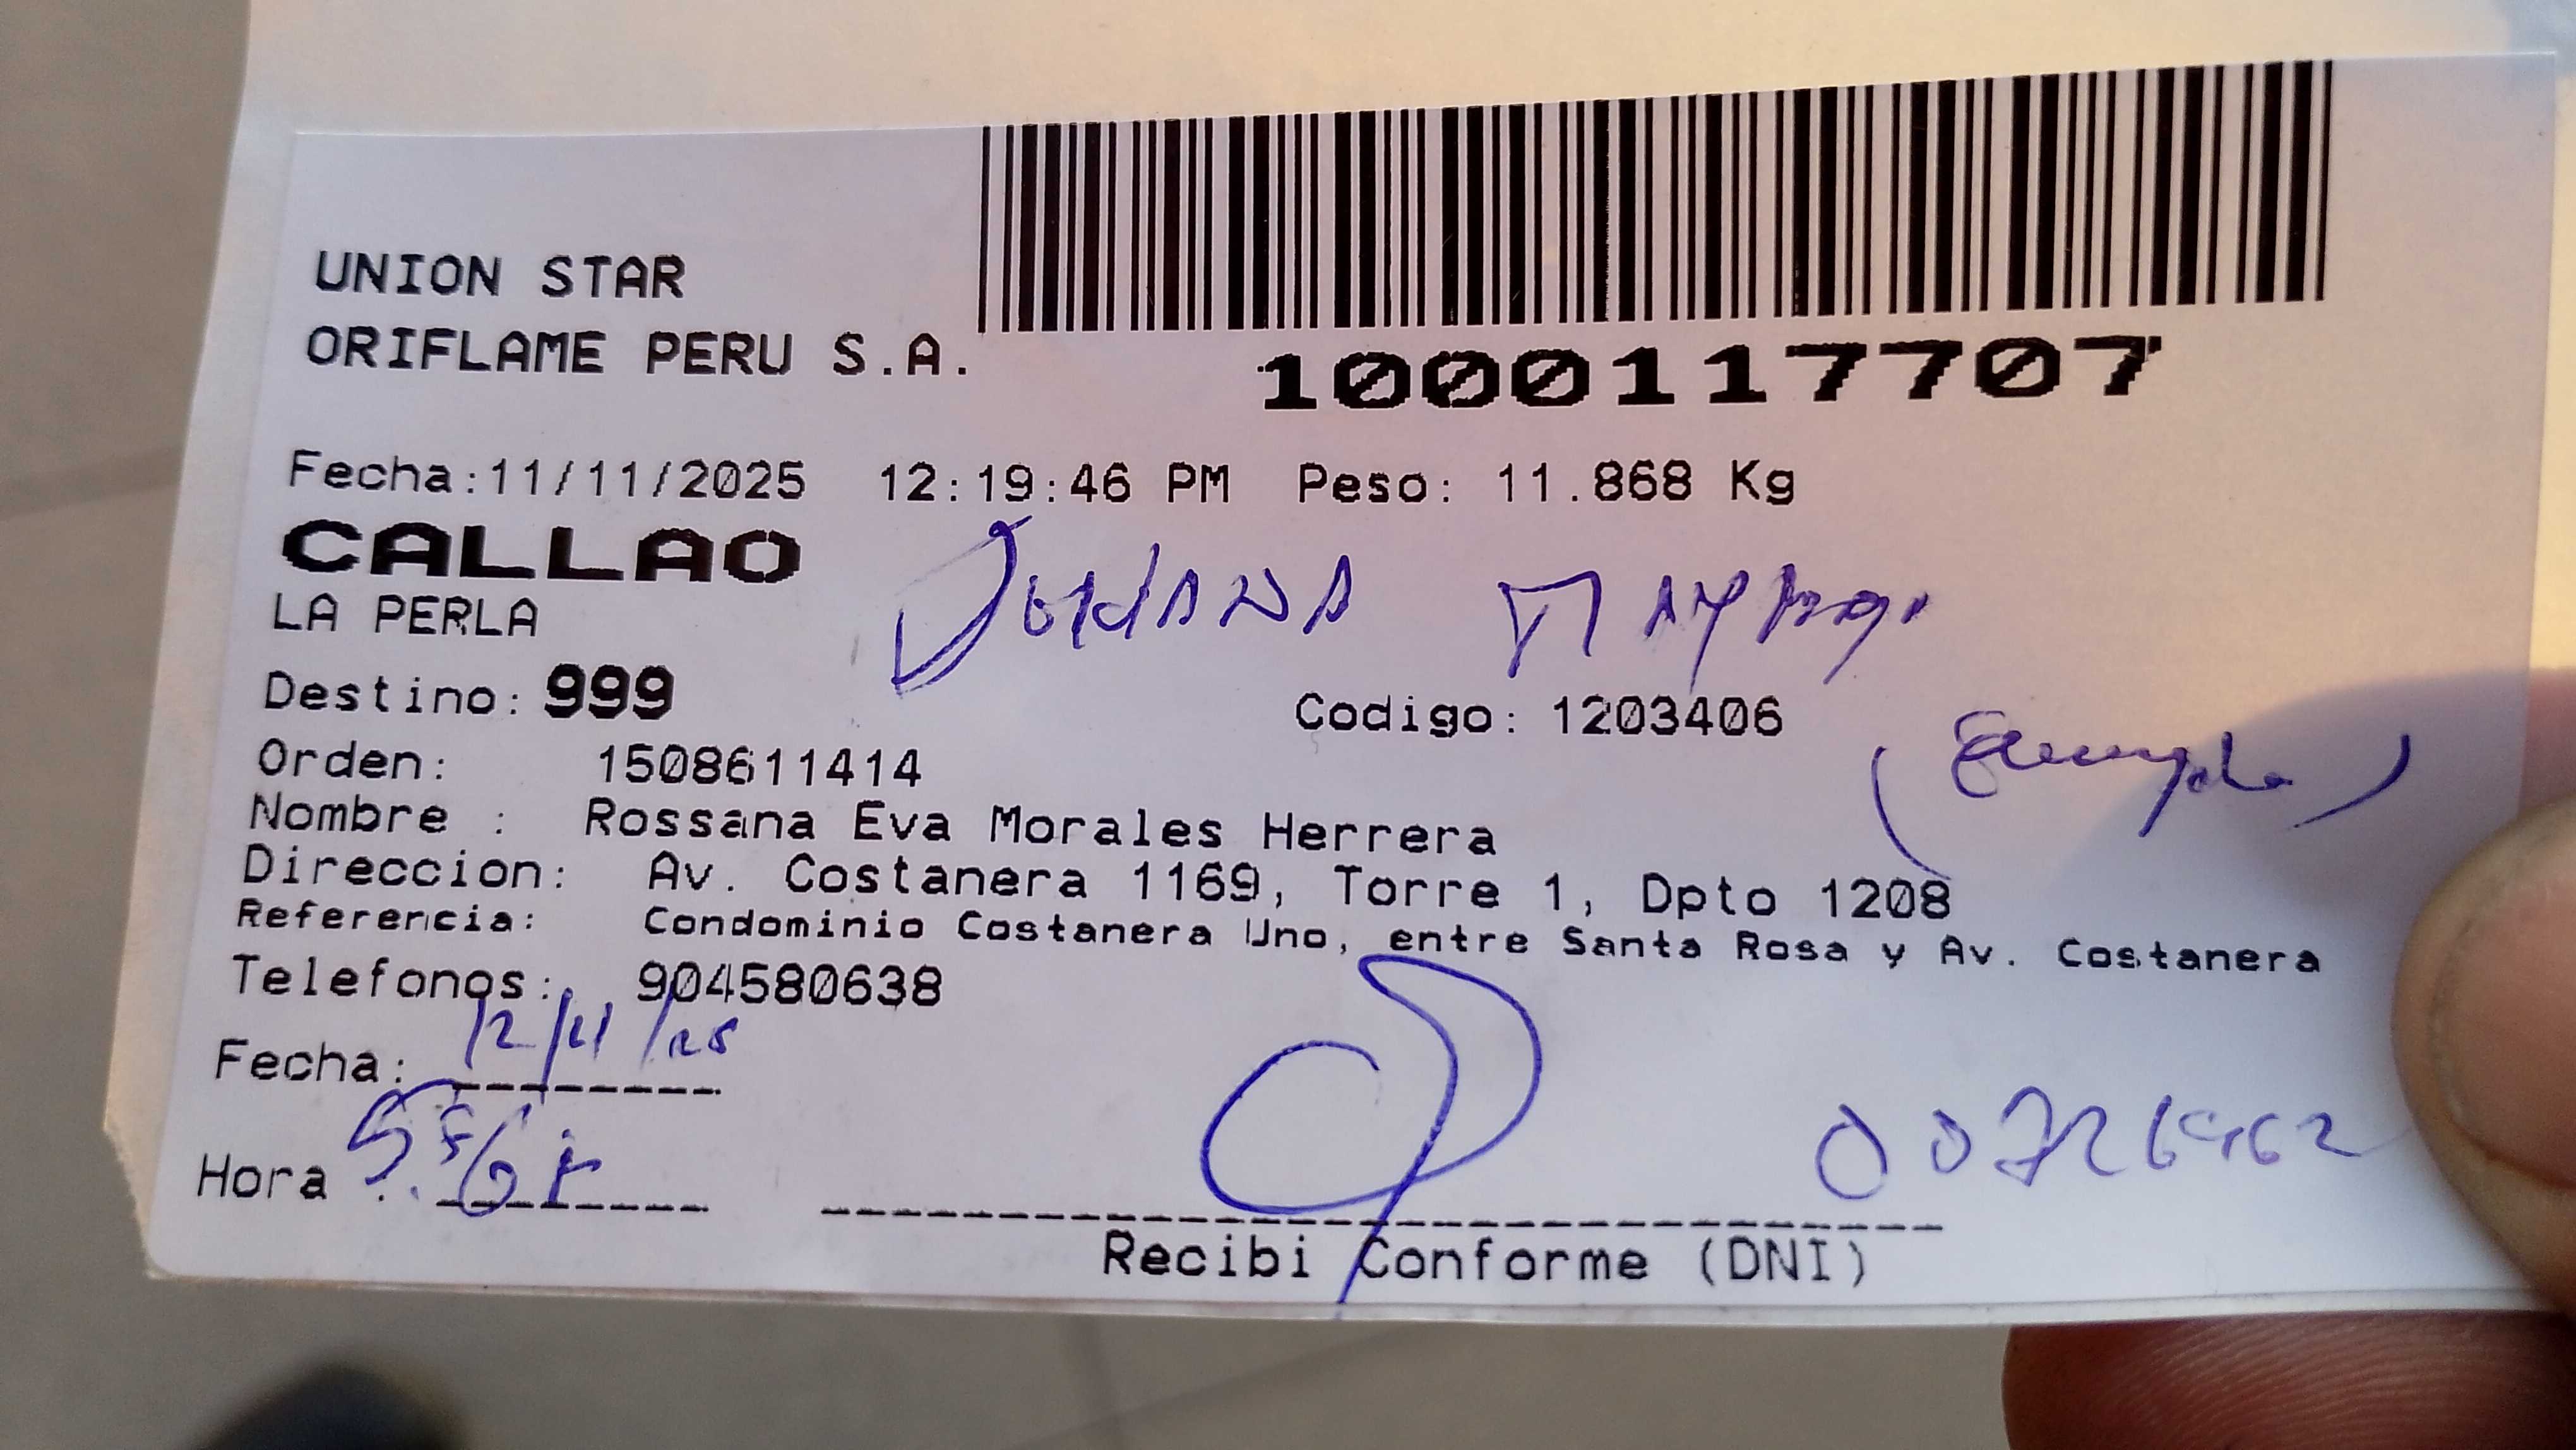 UNION STAR
ORIFLAME PERU S.A.
1000117707
Fecha:11/11/2025 12:19:46 PM Peso: 11.868 Kg
CALLAO
LA PERLA
Destino: 999
Codigo: 1203406
Orden: 1508611414
Nombre : Rossana Eva Morales Herrera
Direccion: Av. Costanera 1169, Torre 1, Dpto 1208
Referencia: Condominio Costanera Uno, entre Santa Rosa y Av. Costanera
Telefonos: 904580638
Fecha: 12/11/25
Hora :
Recibi Conforme (DNI)